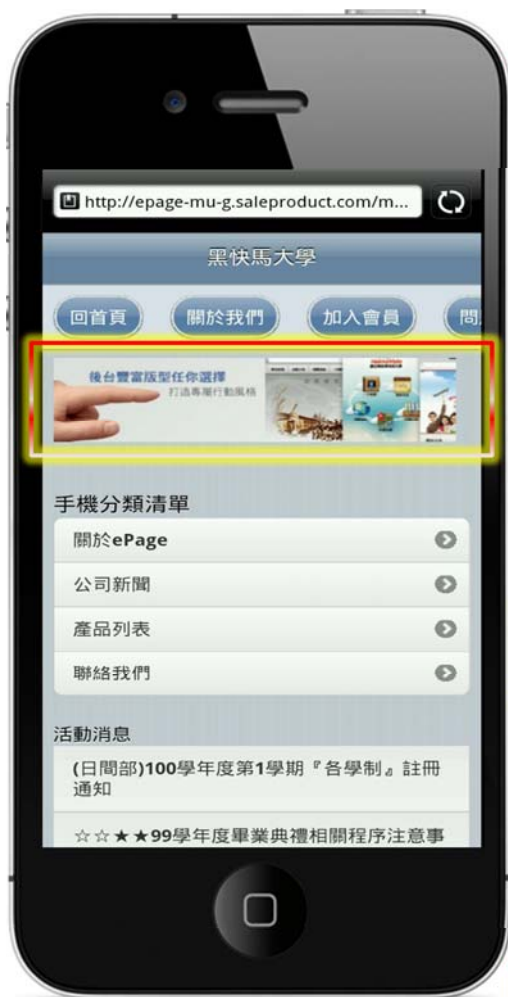 http://epage-mu-g.saleproduct.com/m...
黑快馬大學
回首頁
關於我們
加入會員
問
後台豐富版型任你選擇
打造專屬行動風格
手機分類清單
關於ePage
公司新聞
產品列表
聯絡我們
活動消息
(日間部)100學年度第1學期『各學制』註冊
通知
☆☆★★99學年度畢業典禮相關程序注意事